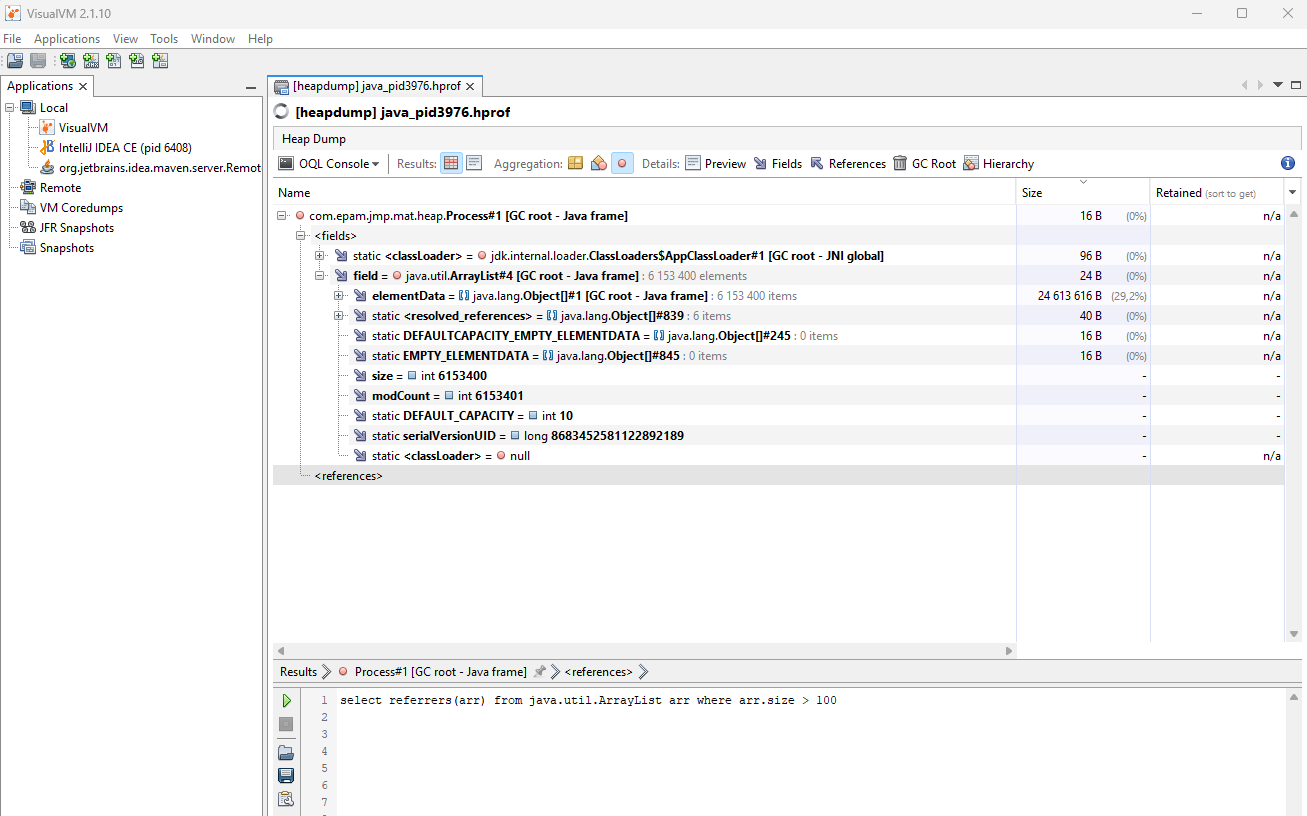 VisualVM 2.1.10
File Applications View Tools Window Help
Applications
[heapdump] java_pid3976.hprof
Local
VisualVM
IntelliJ IDEA CE (pid 6408)
org.jetbrains.idea.maven.server.Remot
Remote
VM Coredumps
JFR Snapshots
Snapshots
[heapdump] java_pid3976.hprof
Heap Dump
OQL Console Results: Aggregation: Details: Preview Fields References GC Root Hierarchy
Name Size Retained (sort to get)
com.epam.jmp.mat.heap.Process#1 [GC root - Java frame] 16 B (0%) n/a
<fields>
static <classLoader> = jdk.internal.loader.ClassLoaders$AppClassLoader#1 [GC root - JNI global] 96 B (0%) n/a
field = java.util.ArrayList#4 [GC root - Java frame] : 6 153 400 elements 24 B (0%) n/a
elementData = java.lang.Object[]#1 [GC root - Java frame] : 6 153 400 items 24 613 616 B (29,2%) n/a
static <resolved_references> = java.lang.Object[]#839 : 6 items 40 B (0%) n/a
static DEFAULTCAPACITY_EMPTY_ELEMENTDATA = java.lang.Object[]#245 : 0 items 16 B (0%) n/a
static EMPTY_ELEMENTDATA = java.lang.Object[]#845 : 0 items 16 B (0%) n/a
size = int 6153400 - -
modCount = int 6153401 - -
static DEFAULT_CAPACITY = int 10 - -
static serialVersionUID = long 8683452581122892189 - -
static <classLoader> = null - n/a
<references>
Results Process#1 [GC root - Java frame] <references>
1 select referrers(arr) from java.util.ArrayList arr where arr.size > 100
2
3
4
5
6
7